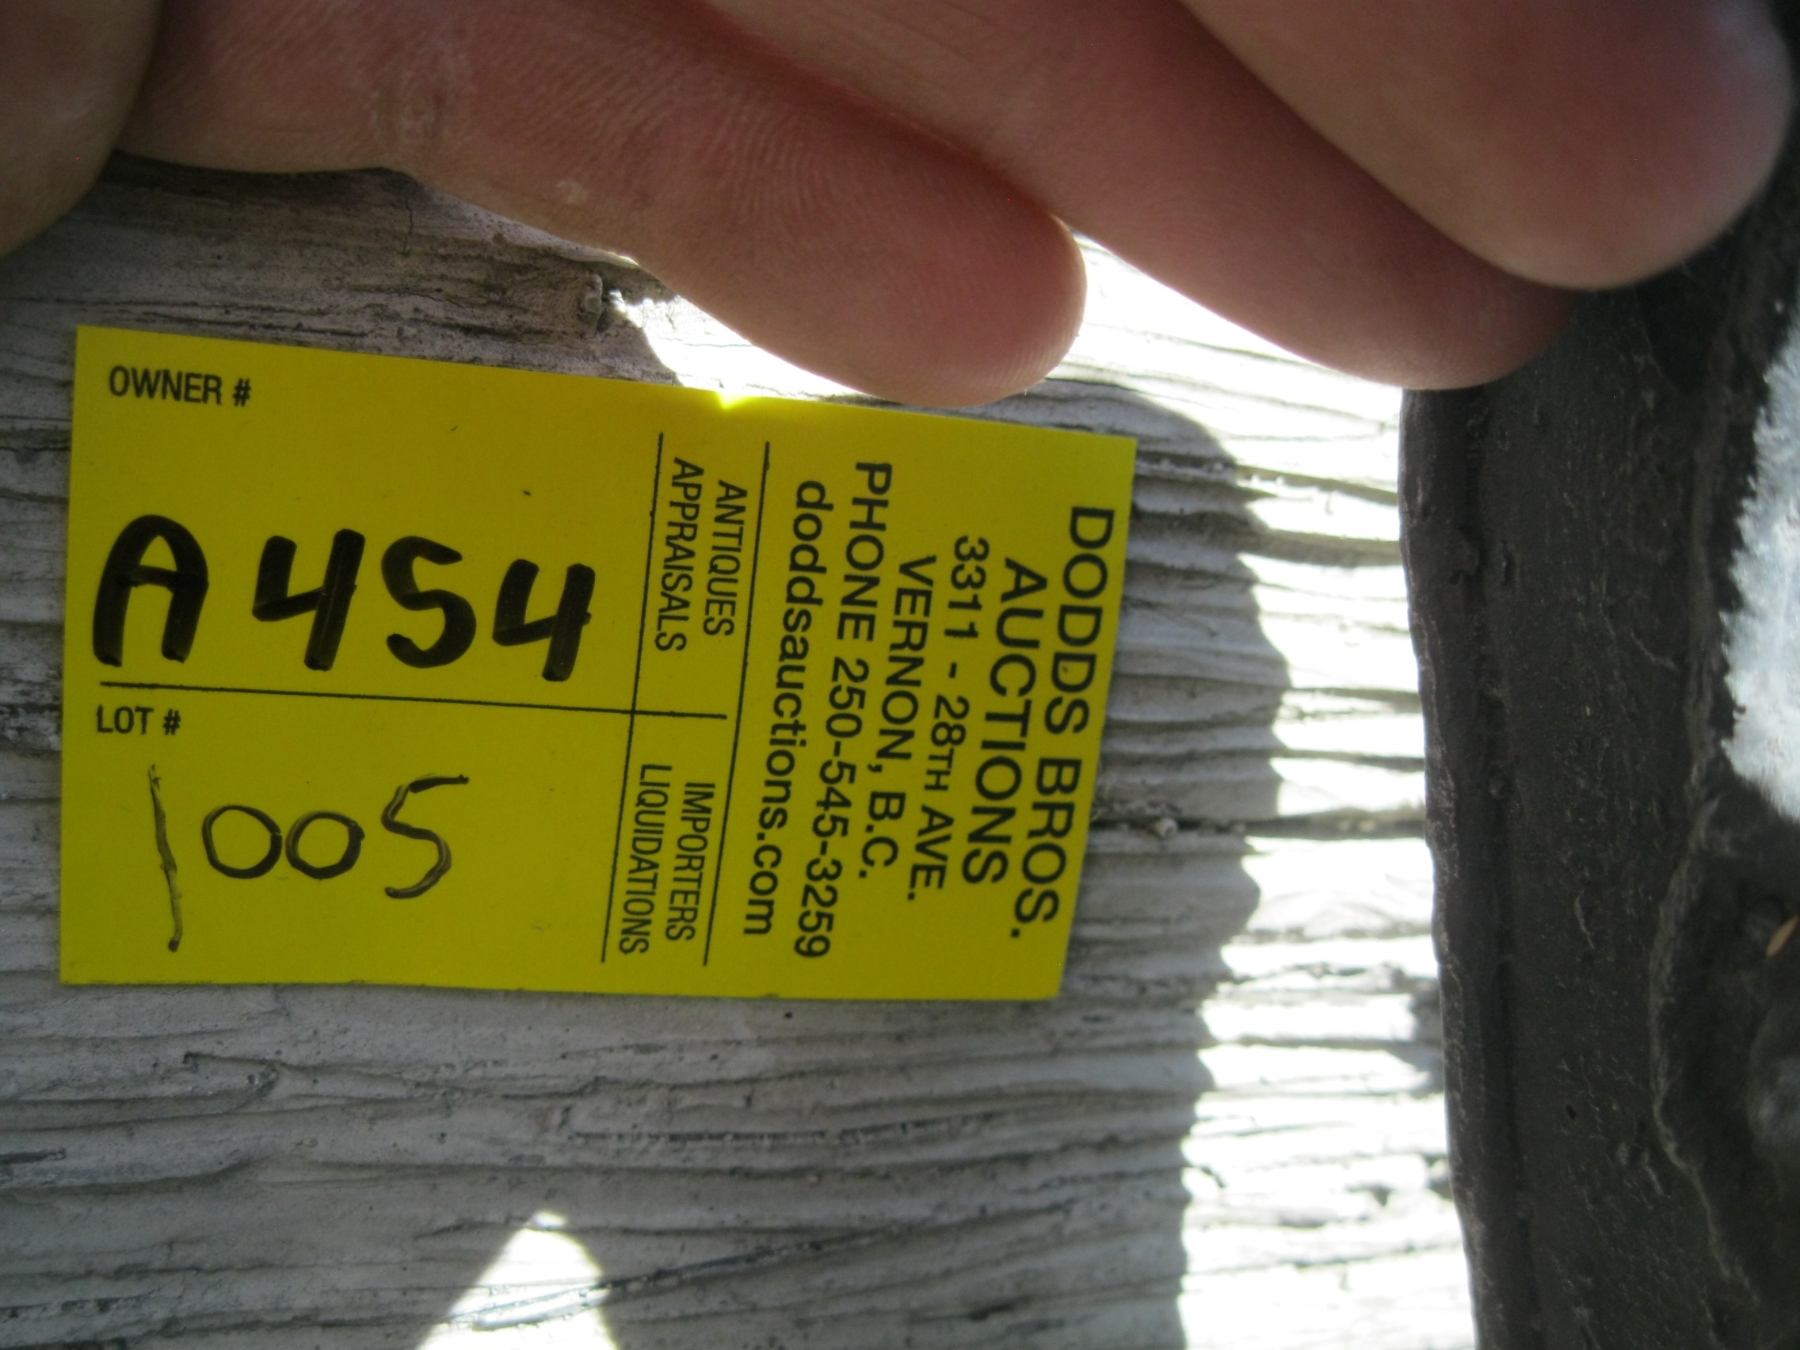 DODDS BROS.
AUCTIONS
3311 - 28TH AVE.
VERNON, B.C.
PHONE 250-545-3259
doddsauctions.com
ANTIQUES
APPRAISALS
IMPORTERS
LIQUIDATIONS
OWNER #
A454
LOT #
1005